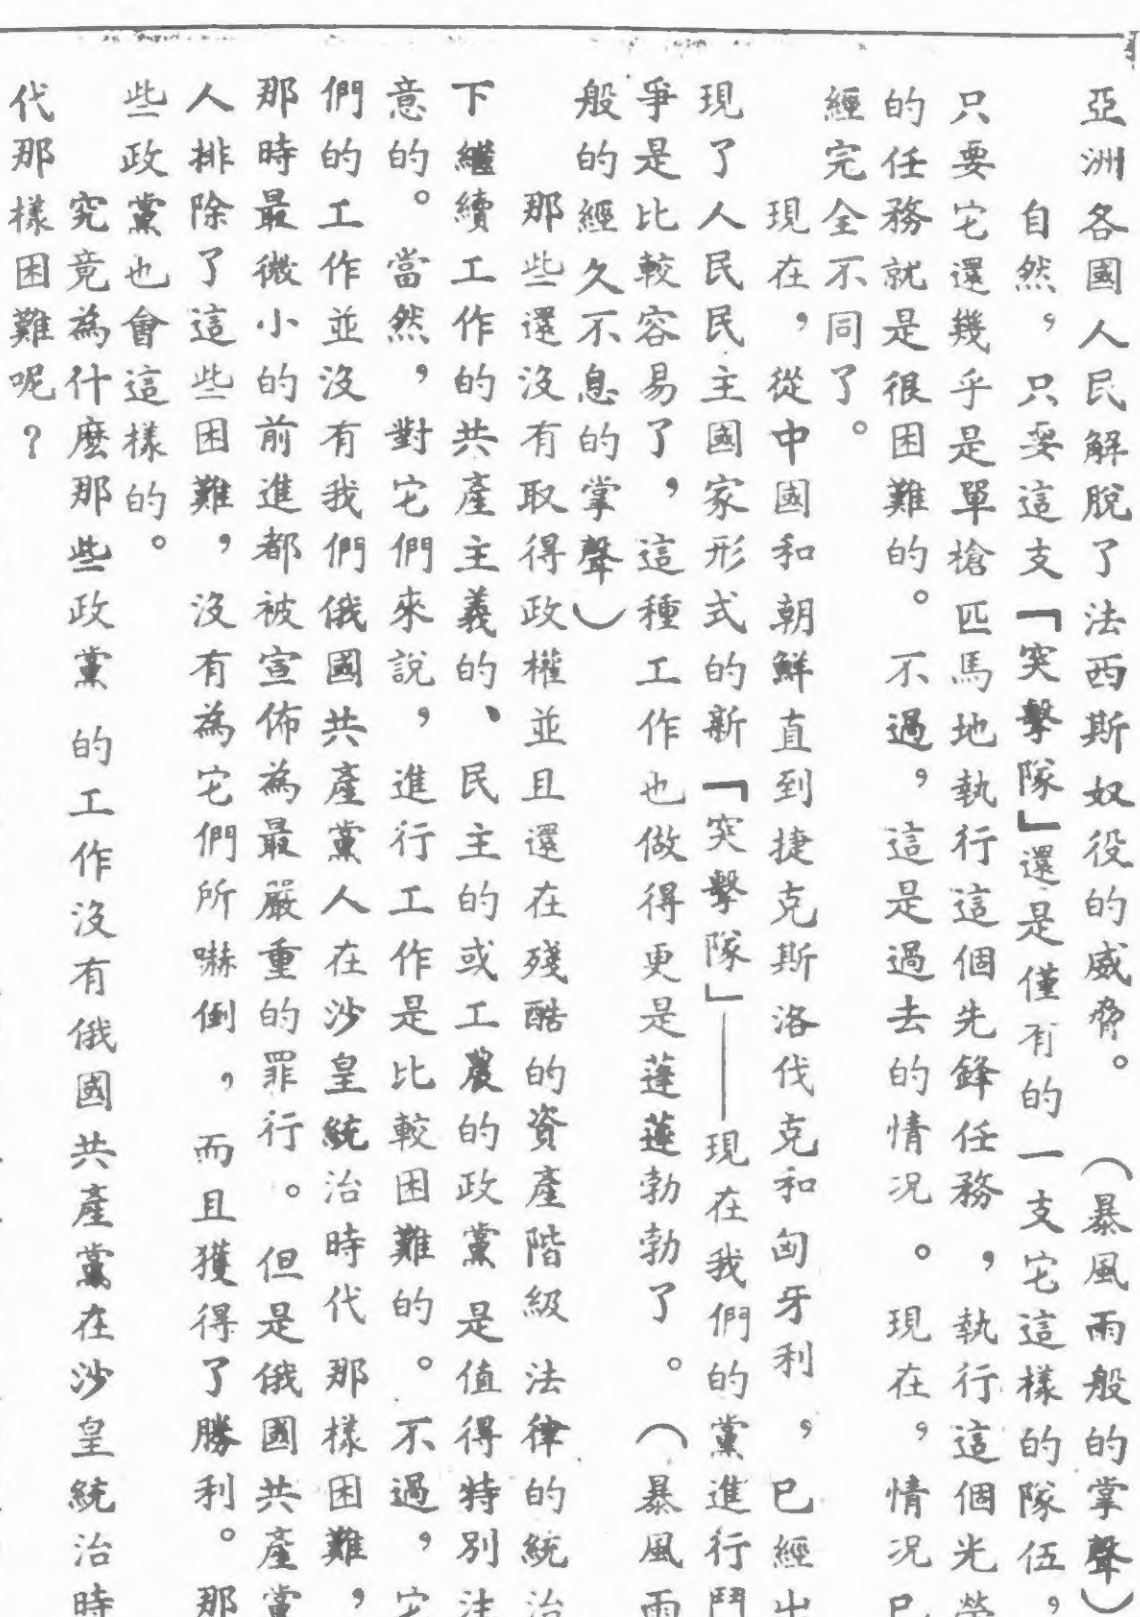 亞洲各國人民解脫了法西斯奴役的威脅。(暴風雨般的掌聲)
自然，只要這支「突擊隊」還是僅有的一支它這樣的隊伍，
只要它還幾乎是單槍匹馬地執行這個先鋒任務，執行這個光榮
的任務就是很困難的。不過，這是過去的情況。現在，情況已
經完全不同了。
現在，從中國和朝鮮直到捷克斯洛伐克和匈牙利，已經出
現了人民民主國家形式的新「突擊隊」——現在我們的黨進行鬥
爭是比較容易了，這種工作也做得更是蓬蓬勃勃了。(暴風雨
般的經久不息的掌聲)
那些還沒有取得政權並且還在殘酷的資產階級法律的統治
下繼續工作的共產主義的、民主的或工農的政黨是值得特別注
意的。當然，對它們來說，進行工作是比較困難的。不過，它
們的工作並沒有我們俄國共產黨人在沙皇統治時代那樣困難，
那時最微小的前進都被宣佈為最嚴重的罪行。但是俄國共產黨
人排除了這些困難，沒有為它們所嚇倒，而且獲得了勝利。那
些政黨也會這樣的。
究竟為什麼那些政黨的工作沒有俄國共產黨在沙皇統治時
代那樣困難呢？